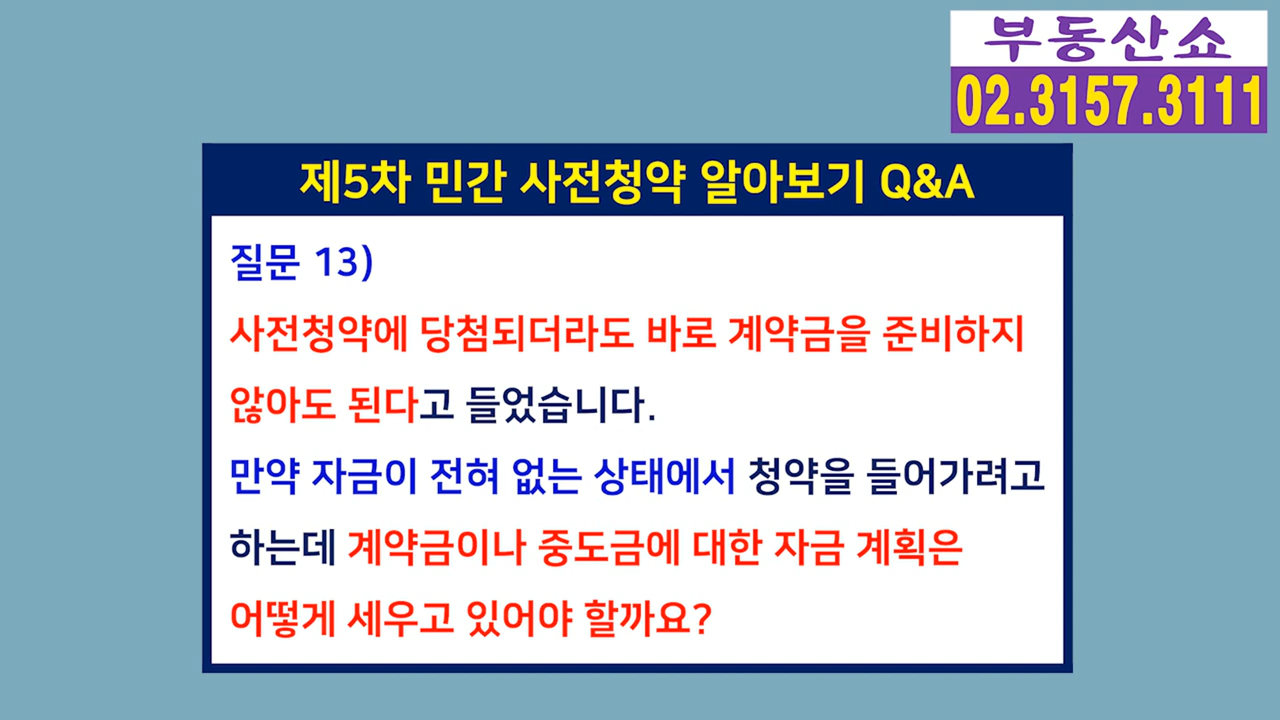 부동산쇼
02.3157.3111
제5차 민간 사전청약 알아보기 Q&A
질문 13)
사전청약에 당첨되더라도 바로 계약금을 준비하지
않아도 된다고 들었습니다.
만약 자금이 전혀 없는 상태에서 청약을 들어가려고
하는데 계약금이나 중도금에 대한 자금 계획은
어떻게 세우고 있어야 할까요?